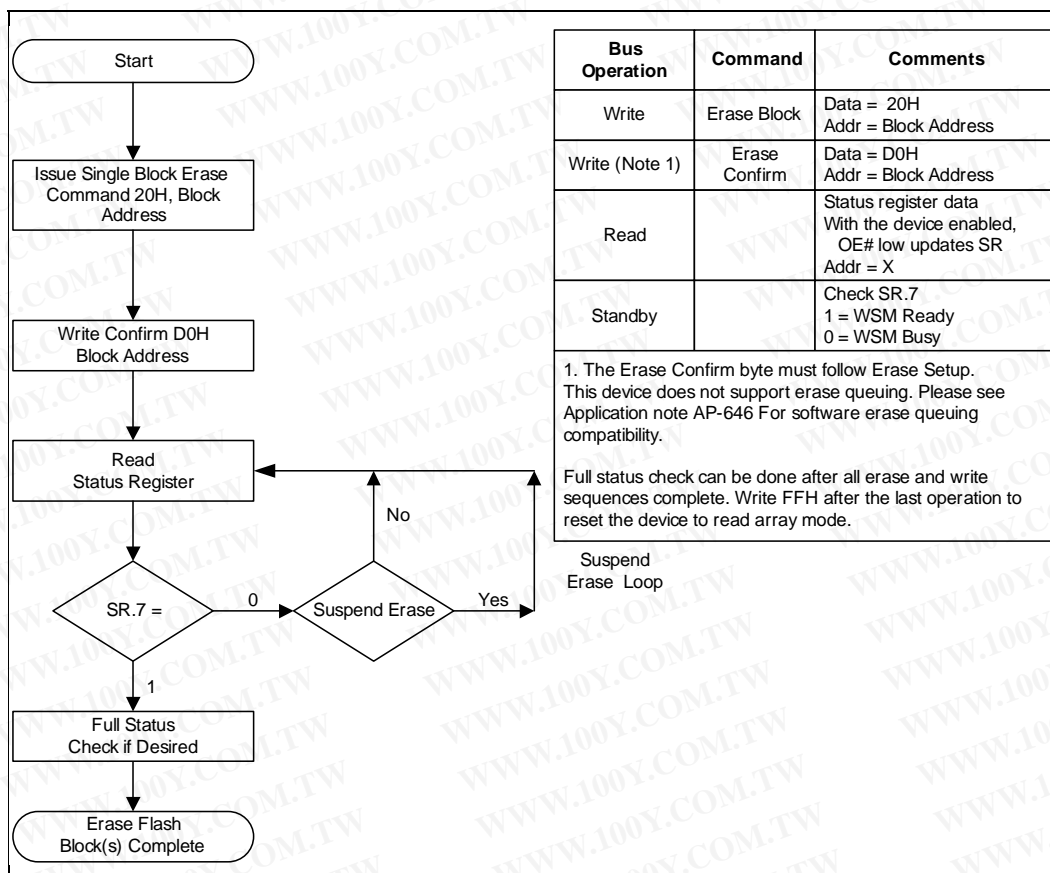 Start
Issue Single Block Erase
Command 20H, Block
Address
Write Confirm D0H
Block Address
Read
Status Register
No
SR.7 =
0
Suspend Erase
Yes
Suspend
Erase Loop
1
Full Status
Check if Desired
Erase Flash
Block(s) Complete
Bus
Operation
Command
Comments
Write
Erase Block
Data = 20H
Addr = Block Address
Write (Note 1)
Erase
Confirm
Data = D0H
Addr = Block Address
Read
Status register data
With the device enabled,
OE# low updates SR
Addr = X
Standby
Check SR.7
1 = WSM Ready
0 = WSM Busy
1. The Erase Confirm byte must follow Erase Setup.
This device does not support erase queuing. Please see
Application note AP-646 For software erase queuing
compatibility.
Full status check can be done after all erase and write
sequences complete. Write FFH after the last operation to
reset the device to read array mode.
WWW.100Y.COM.TW